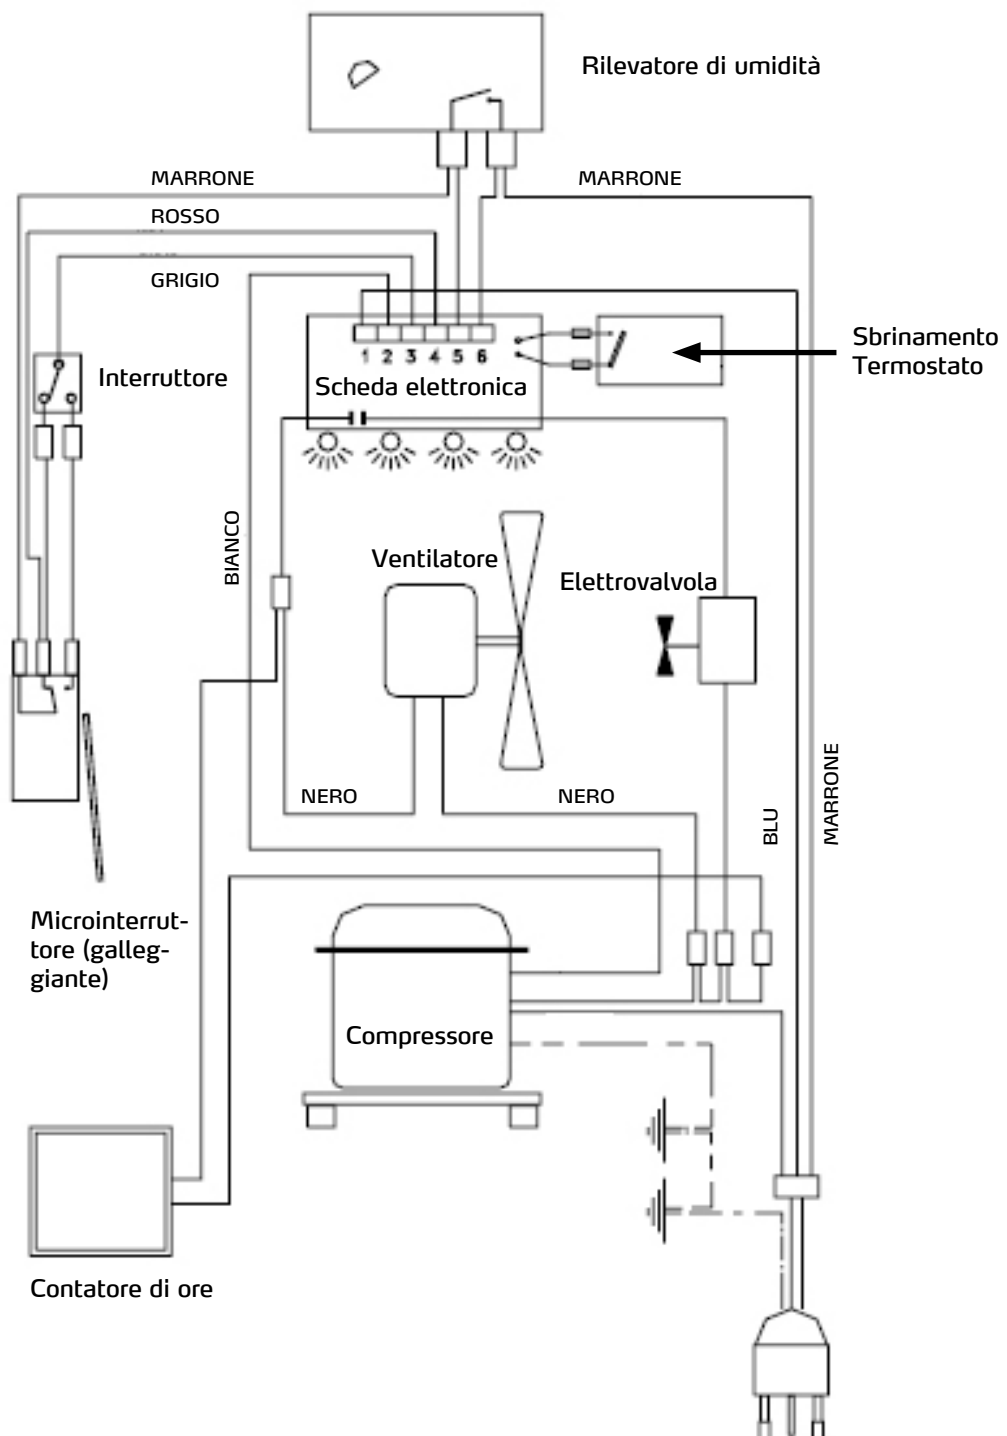 Rilevatore di umidità
MARRONE
MARRONE
ROSSO
GRIGIO
1 2 3 4 5 6
Scheda elettronica
Sbrinamento
Termostato
Interruttore
BIANCO
Ventilatore
Elettrovalvola
NERO
NERO
BLU
MARRONE
Microinterrut-
tore (galleg-
giante)
Compressore
Contatore di ore